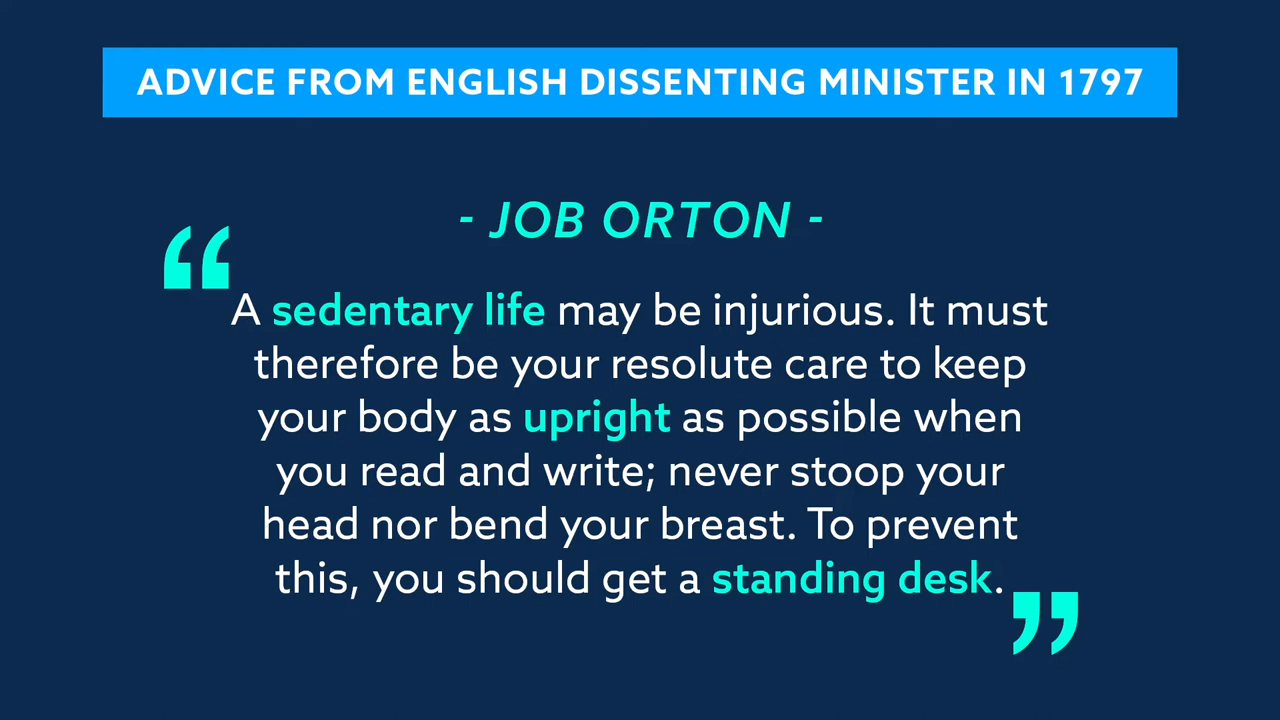 ADVICE FROM ENGLISH DISSENTING MINISTER IN 1797
- JOB ORTON -
“A sedentary life may be injurious. It must
therefore be your resolute care to keep
your body as upright as possible when
you read and write; never stoop your
head nor bend your breast. To prevent
this, you should get a standing desk.”